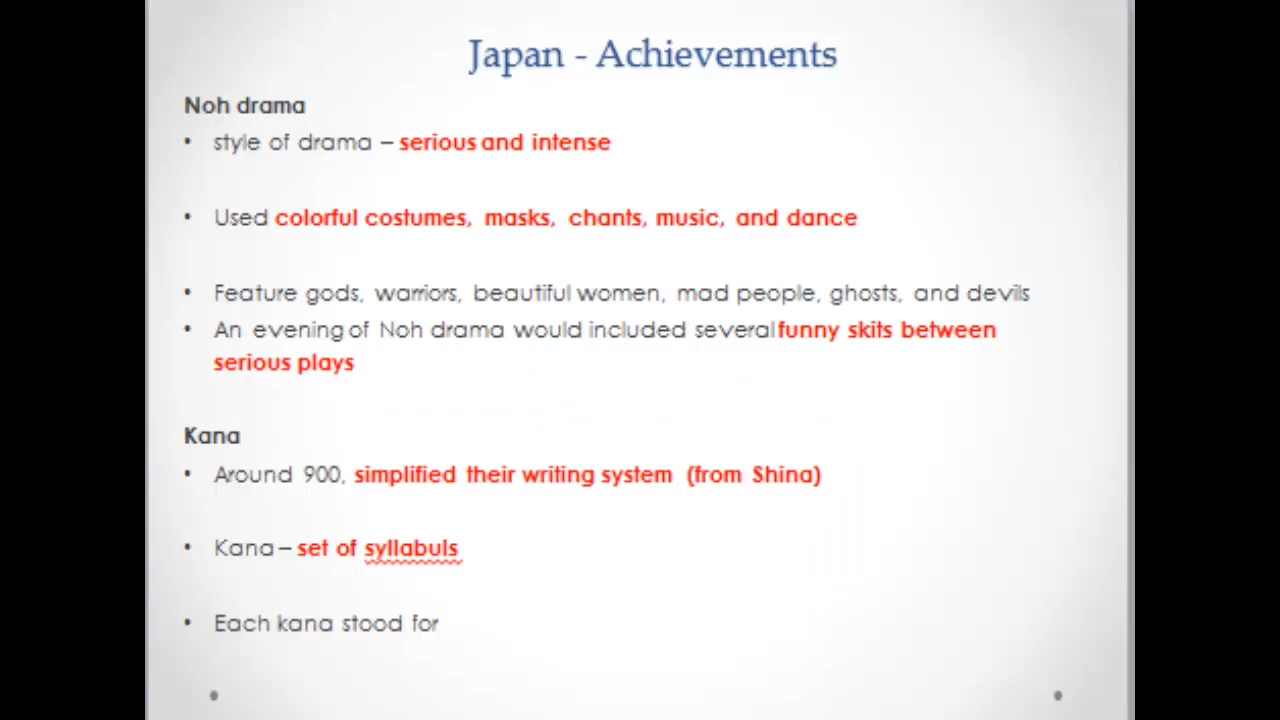 Japan - Achievements
Noh drama
• style of drama – serious and intense
• Used colorful costumes, masks, chants, music, and dance
• Feature gods, warriors, beautiful women, mad people, ghosts, and devils
• An evening of Noh drama would included several funny skits between
serious plays
Kana
• Around 900, simplified their writing system (from Shina)
• Kana – set of syllabuls
• Each kana stood for